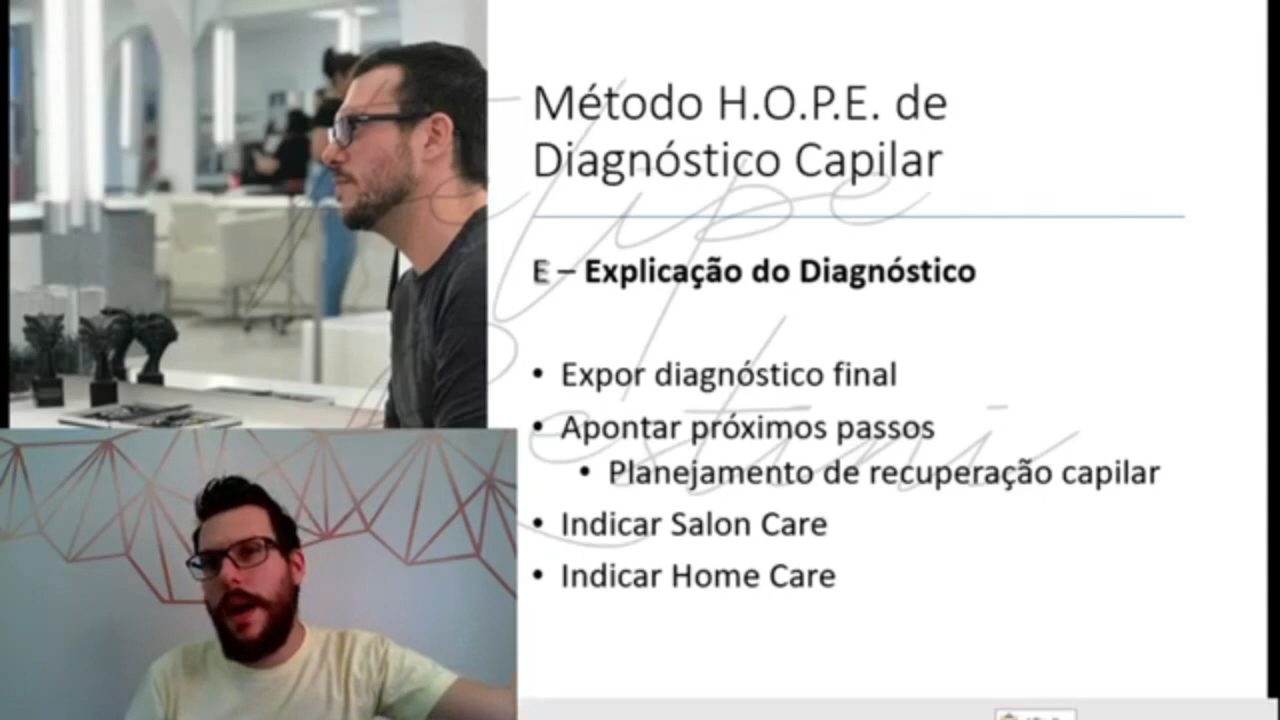 Método H.O.P.E. de
Diagnóstico Capilar
E – Explicação do Diagnóstico
• Expor diagnóstico final
• Apontar próximos passos
• Planejamento de recuperação capilar
• Indicar Salon Care
• Indicar Home Care